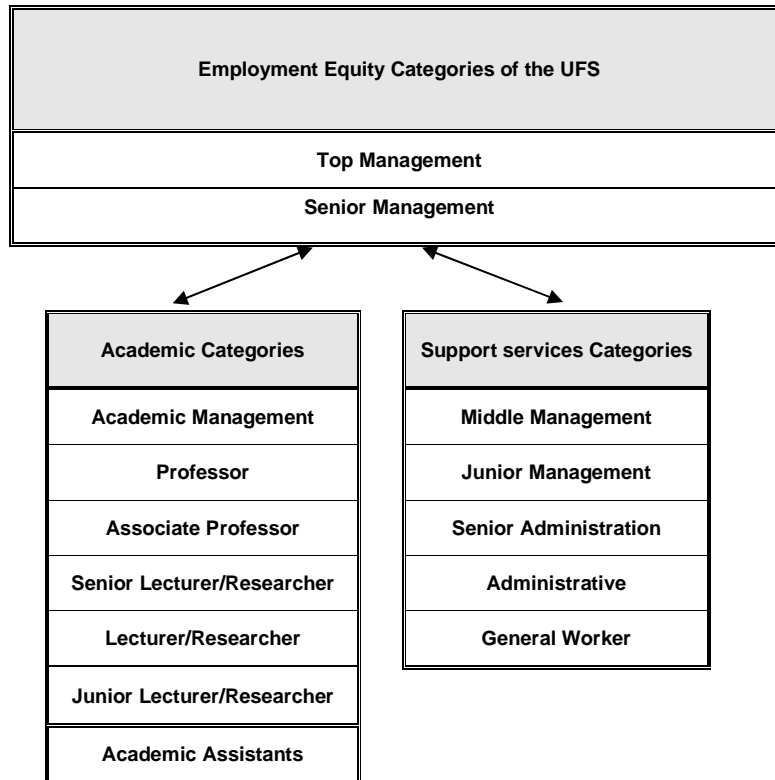 Employment Equity Categories of the UFS
Top Management
Senior Management
Academic Categories
Academic Management
Professor
Associate Professor
Senior Lecturer/Researcher
Lecturer/Researcher
Junior Lecturer/Researcher
Academic Assistants
Support services Categories
Middle Management
Junior Management
Senior Administration
Administrative
General Worker